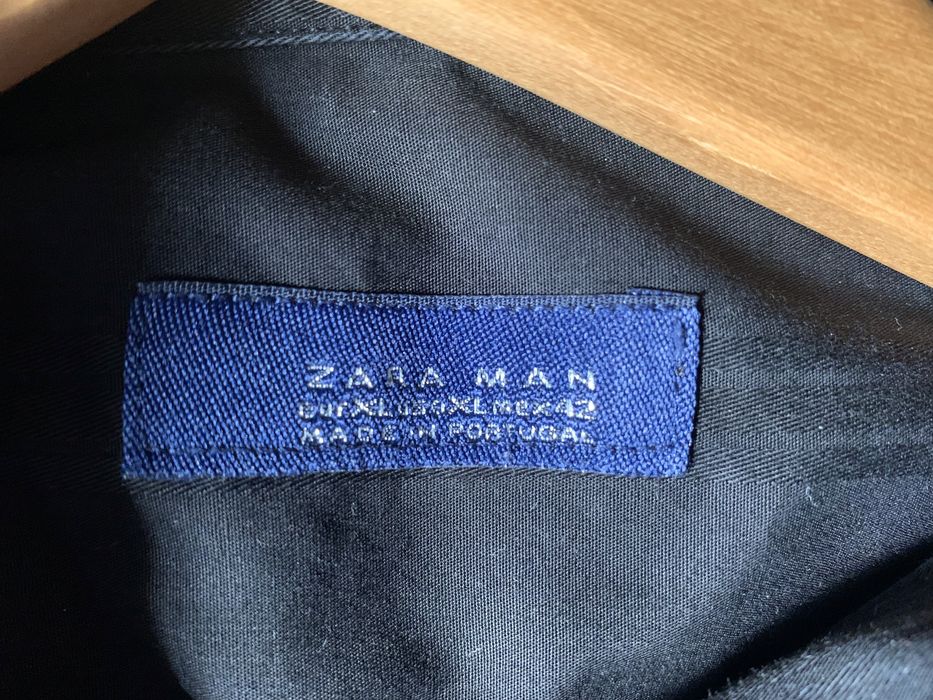 ZARA MAN
eur XL usa XL mex 42
MADE IN PORTUGAL